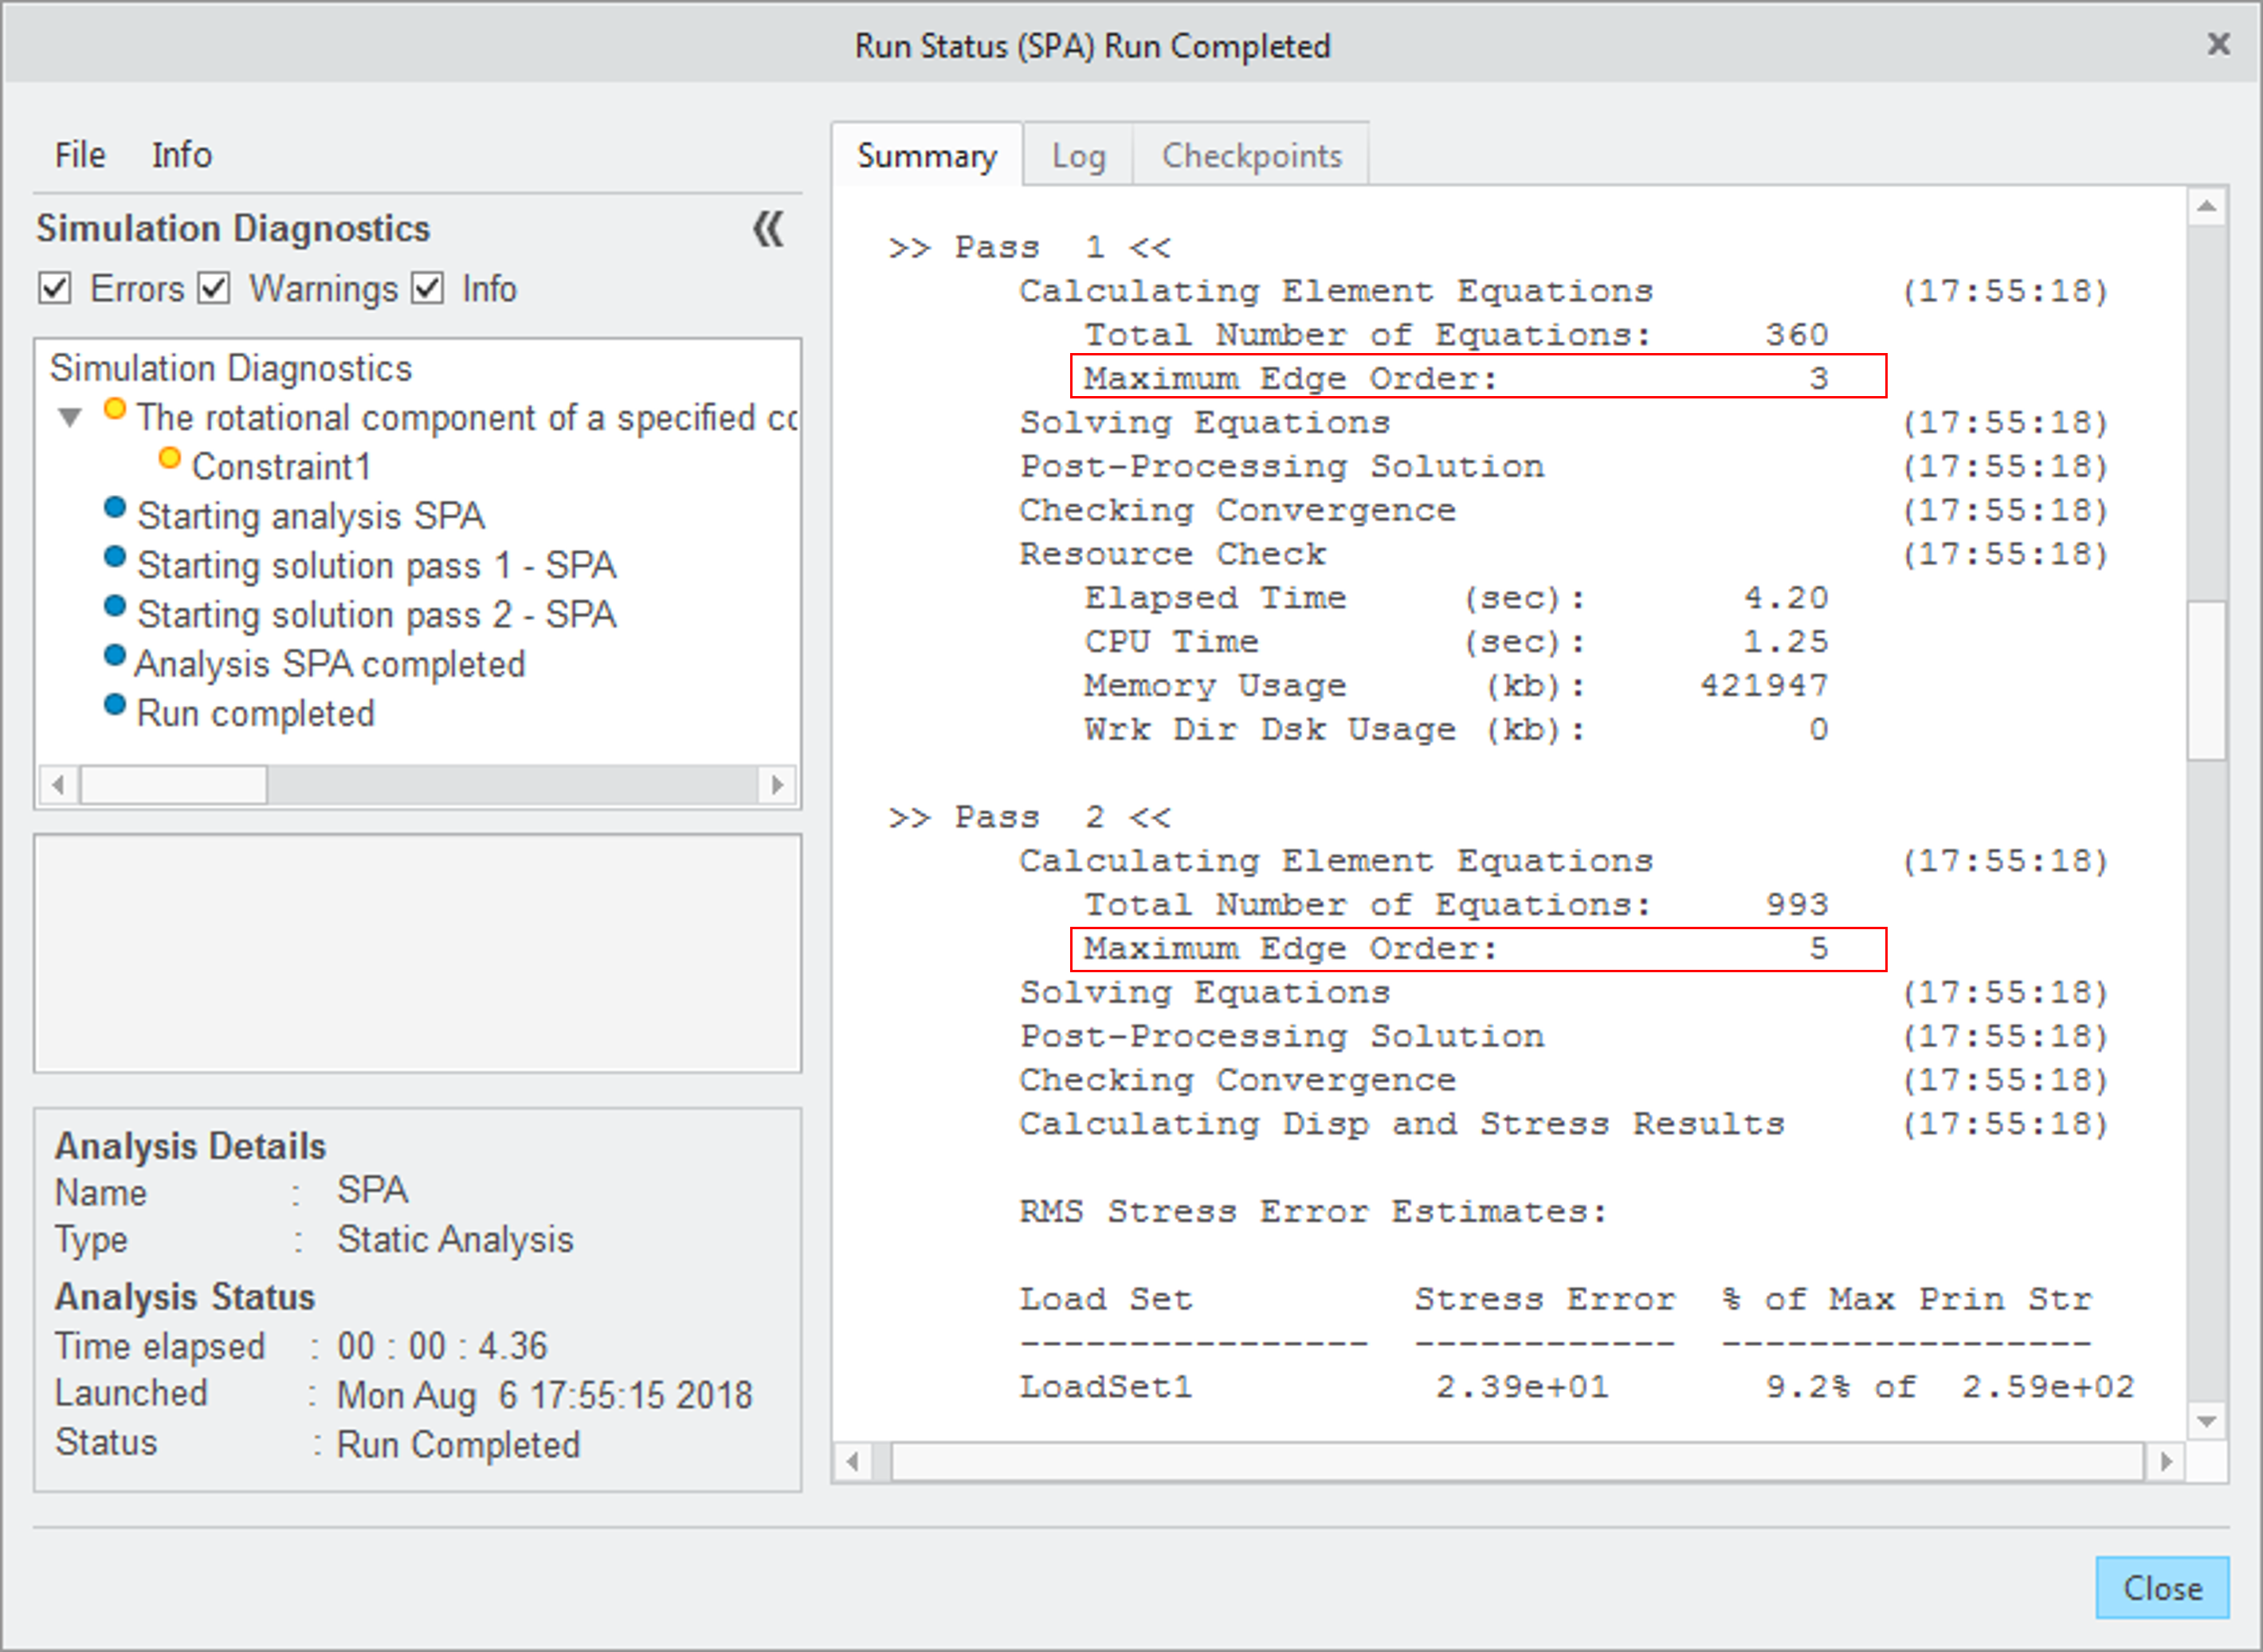 Run Status (SPA) Run Completed
File Info
Simulation Diagnostics
Errors Warnings Info
Simulation Diagnostics
The rotational component of a specified
Constraint1
Starting analysis SPA
Starting solution pass 1 - SPA
Starting solution pass 2 - SPA
Analysis SPA completed
Run completed
Analysis Details
Name : SPA
Type : Static Analysis
Analysis Status
Time elapsed : 00 : 00 : 4.36
Launched : Mon Aug 6 17:55:15 2018
Status : Run Completed
Summary Log Checkpoints
>> Pass 1 <<
Calculating Element Equations (17:55:18)
Total Number of Equations: 360
Maximum Edge Order: 3
Solving Equations (17:55:18)
Post-Processing Solution (17:55:18)
Checking Convergence (17:55:18)
Resource Check (17:55:18)
Elapsed Time (sec): 4.20
CPU Time (sec): 1.25
Memory Usage (kb): 421947
Wrk Dir Dsk Usage (kb): 0
>> Pass 2 <<
Calculating Element Equations (17:55:18)
Total Number of Equations: 993
Maximum Edge Order: 5
Solving Equations (17:55:18)
Post-Processing Solution (17:55:18)
Checking Convergence (17:55:18)
Calculating Disp and Stress Results (17:55:18)
RMS Stress Error Estimates:
Load Set Stress Error % of Max Prin Str
---------------- ------------ -----------------
LoadSet1 2.39e+01 9.2% of 2.59e+02
Close